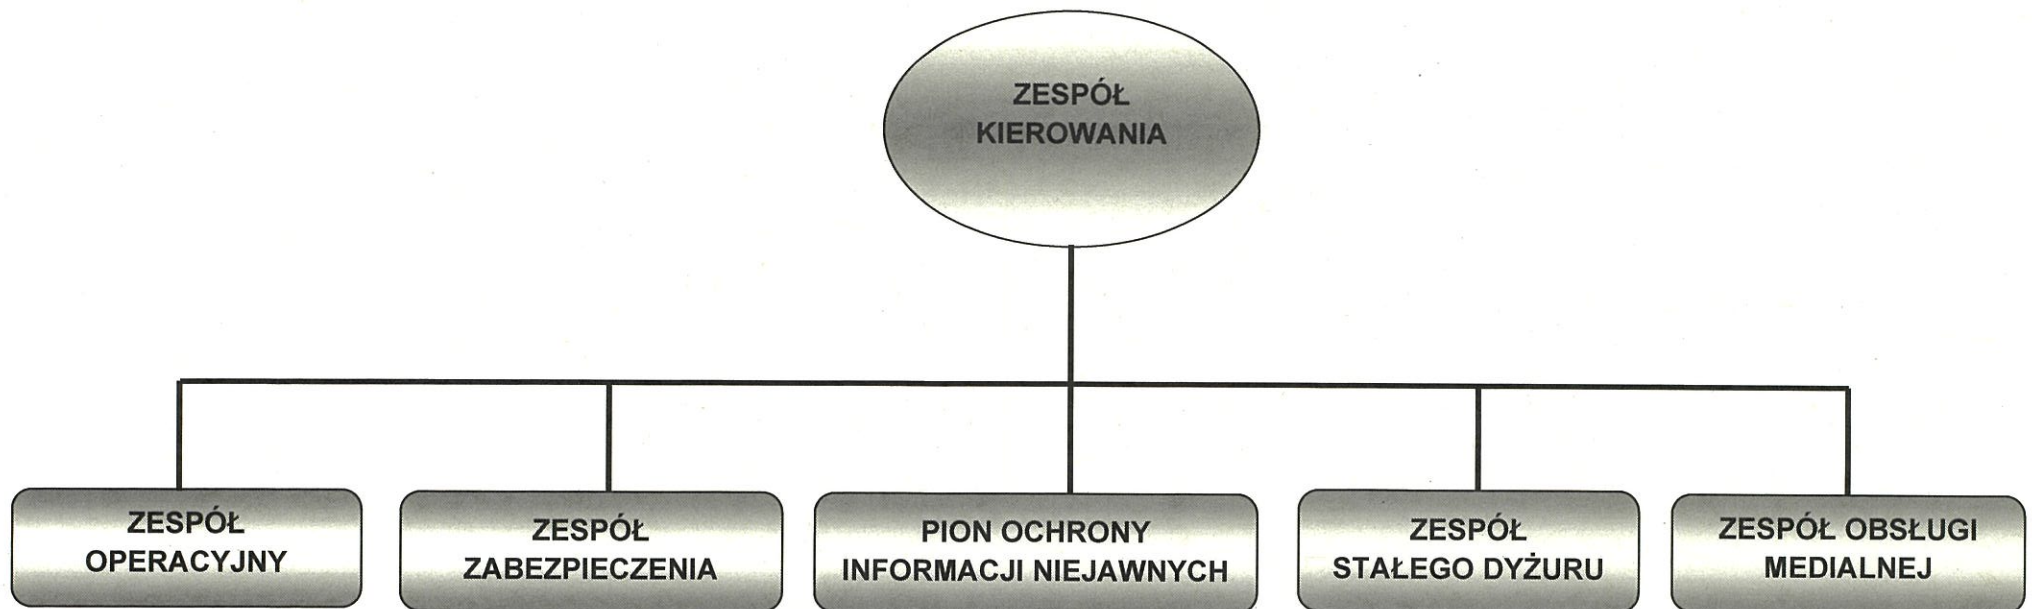 ZESPÓŁ
KIEROWANIA
ZESPÓŁ
OPERACYJNY
ZESPÓŁ
ZABEZPIECZENIA
PION OCHRONY
INFORMACJI NIEJAWNYCH
ZESPÓŁ
STAŁEGO DYŻURU
ZESPÓŁ OBSŁUGI
MEDIALNEJ